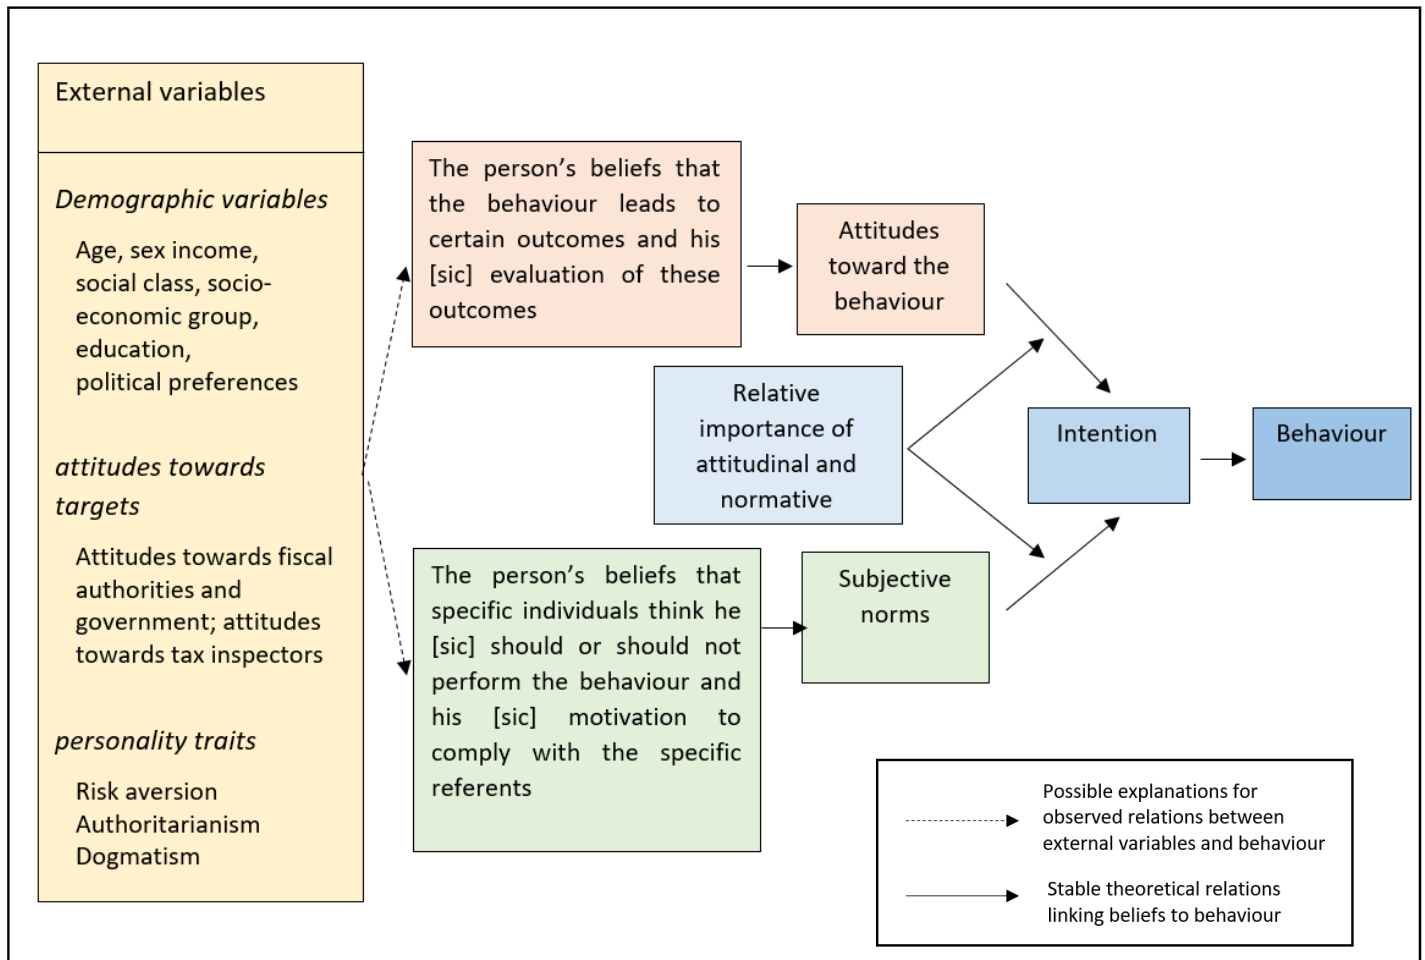 External variables
Demographic variables
Age, sex income,
social class, socio-
economic group,
education,
political preferences
attitudes towards
targets
Attitudes towards fiscal
authorities and
government; attitudes
towards tax inspectors
personality traits
Risk aversion
Authoritarianism
Dogmatism
The person’s beliefs that
the behaviour leads to
certain outcomes and his
[sic] evaluation of these
outcomes
Attitudes
toward the
behaviour
Relative
importance of
attitudinal and
normative
Intention
Behaviour
The person’s beliefs that
specific individuals think he
[sic] should or should not
perform the behaviour and
his [sic] motivation to
comply with the specific
referents
Subjective
norms
Possible explanations for
observed relations between
external variables and behaviour
Stable theoretical relations
linking beliefs to behaviour